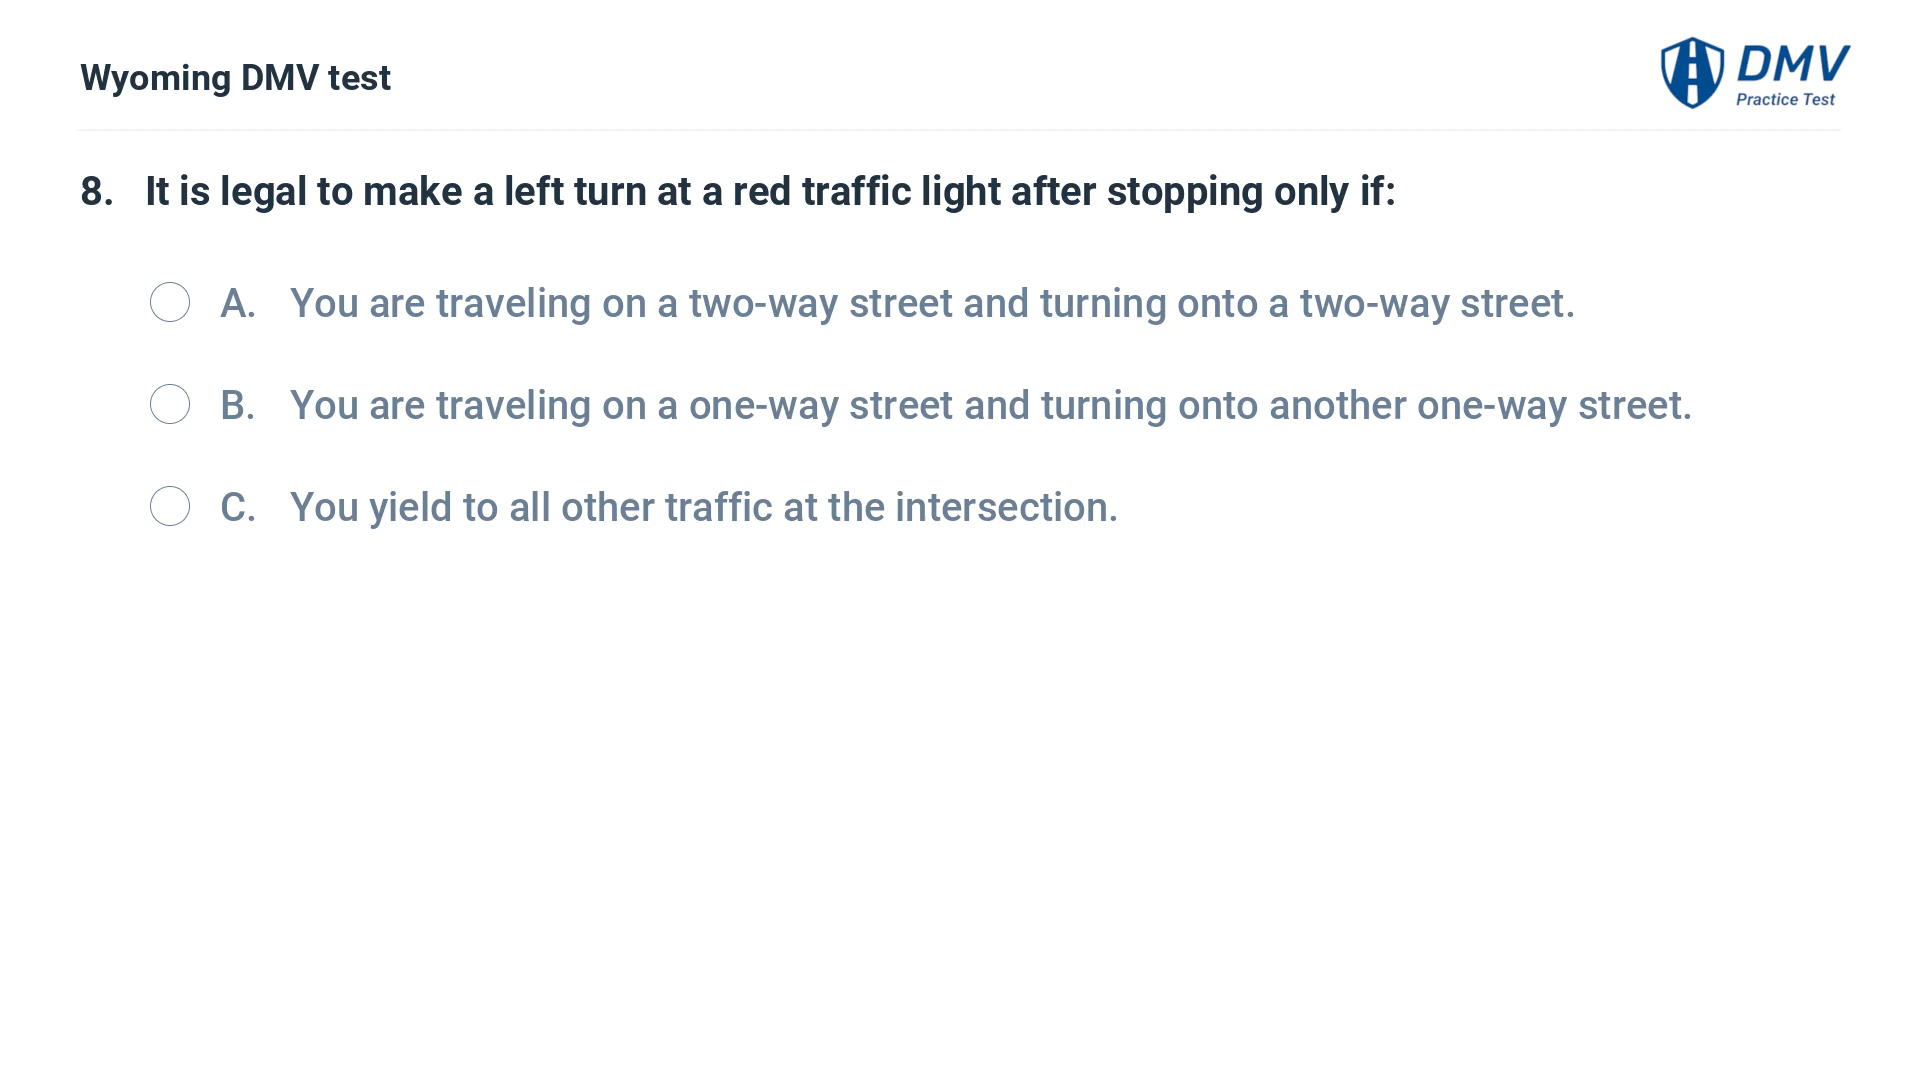 Wyoming DMV test
DMV
Practice Test
8. It is legal to make a left turn at a red traffic light after stopping only if:
A. You are traveling on a two-way street and turning onto a two-way street.
B. You are traveling on a one-way street and turning onto another one-way street.
C. You yield to all other traffic at the intersection.